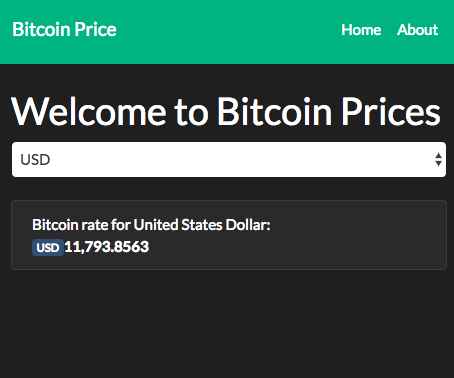 Bitcoin Price Home About
Welcome to Bitcoin Prices
USD
Bitcoin rate for United States Dollar:
USD 11,793.8563